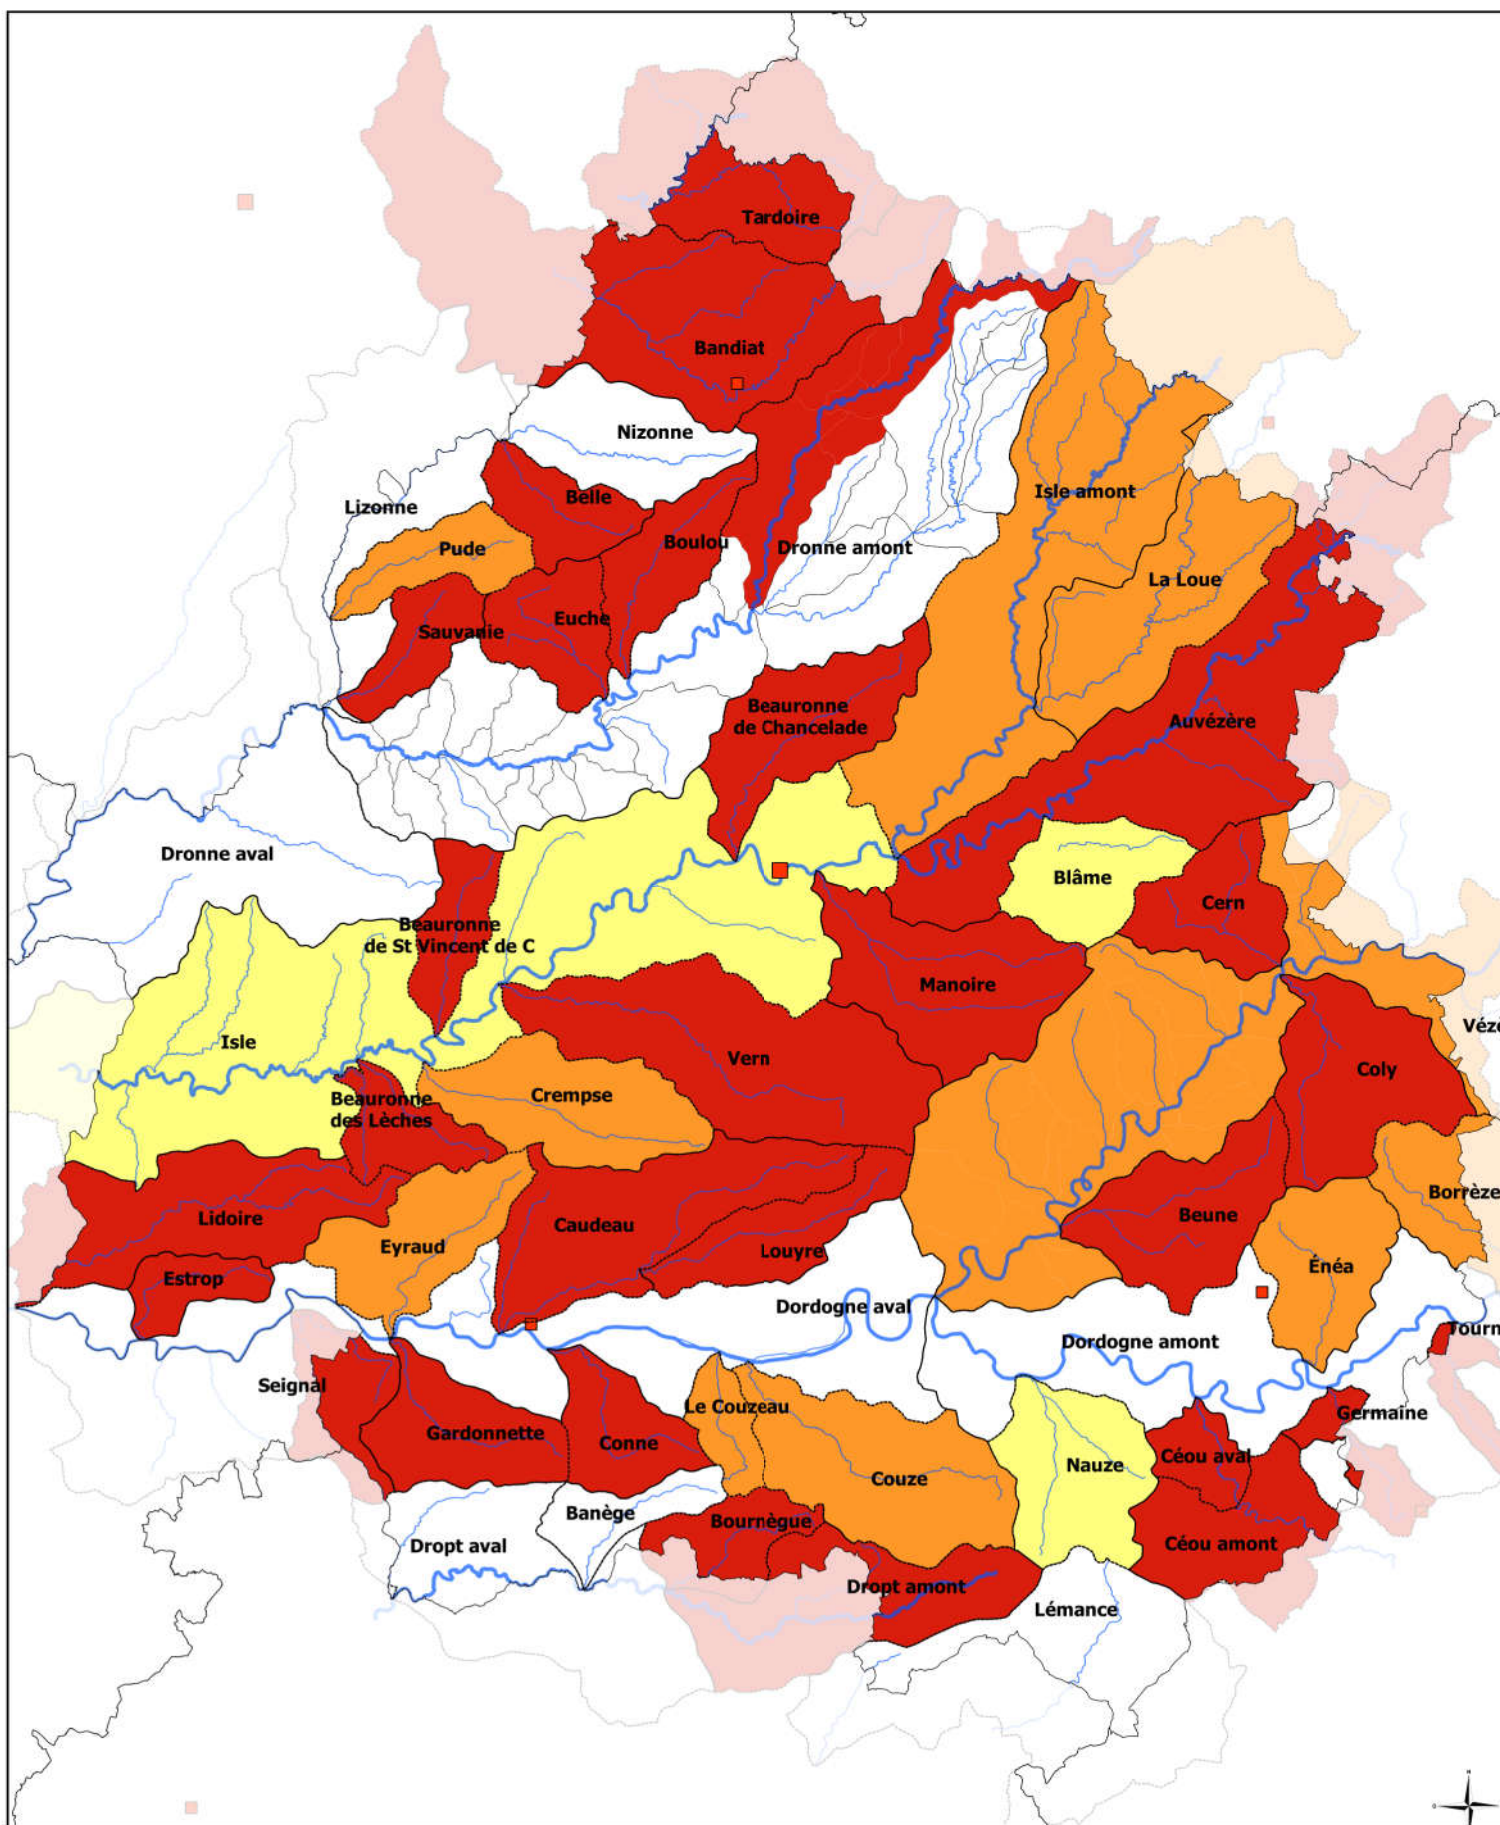 Tardoire
Bandiat
Nizonne
Belle
Lizonne
Isle amont
Boulou
Pude
Dronne amont
La Loue
Euche
Sauvanie
Beauronne
de Chancelade
Auvézère
Dronne aval
Blâme
Cern
Beauronne
de St Vincent de C
Manoire
Isle
Vern
Coly
Crempse
Beauronne
des Lèches
Borrèze
Lidoire
Caudeau
Beune
Eyraud
Louyre
Énéa
Estrop
Dordogne aval
Dordogne amont
Seignal
Le Couzeau
Germaine
Gardonnette
Conne
Céou aval
Nauze
Couze
Banège
Bournègue
Dropt aval
Céou amont
Dropt amont
Lémance